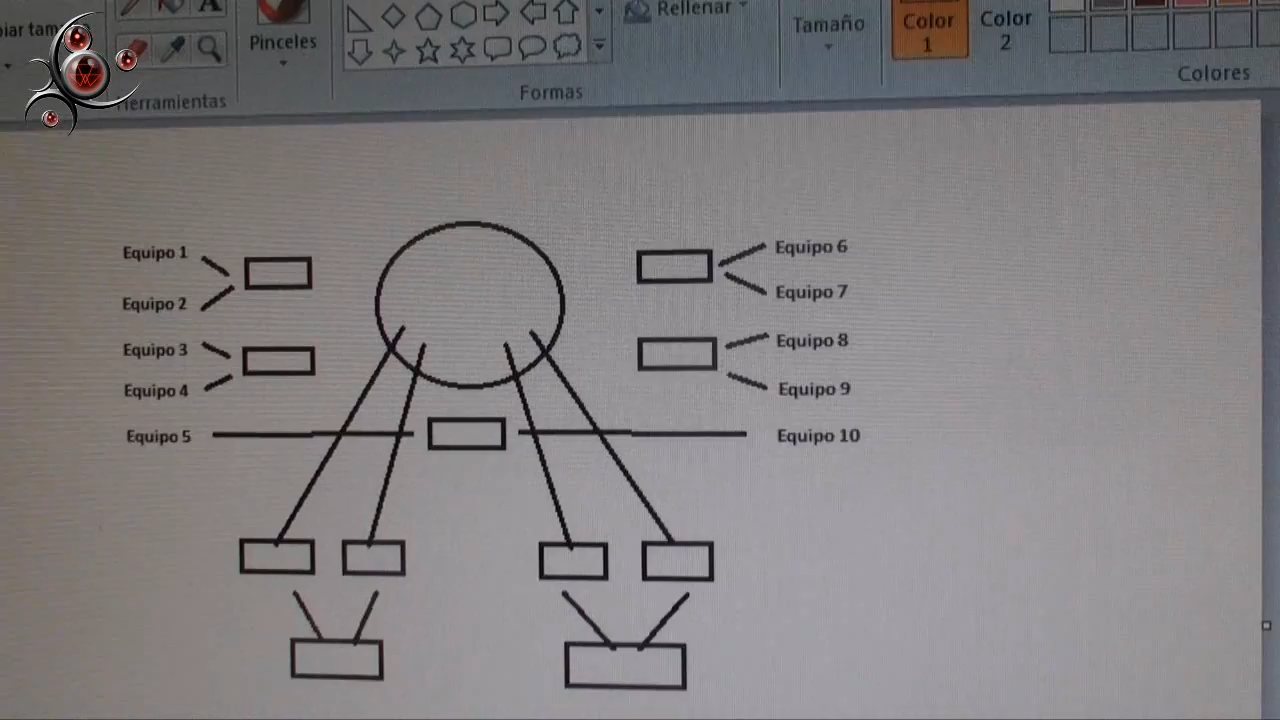 Rellenar
Pinceles
Tamaño
Color
1
Color
2
Formas
Colores
Equipo 1
Equipo 2
Equipo 3
Equipo 4
Equipo 5
Equipo 6
Equipo 7
Equipo 8
Equipo 9
Equipo 10